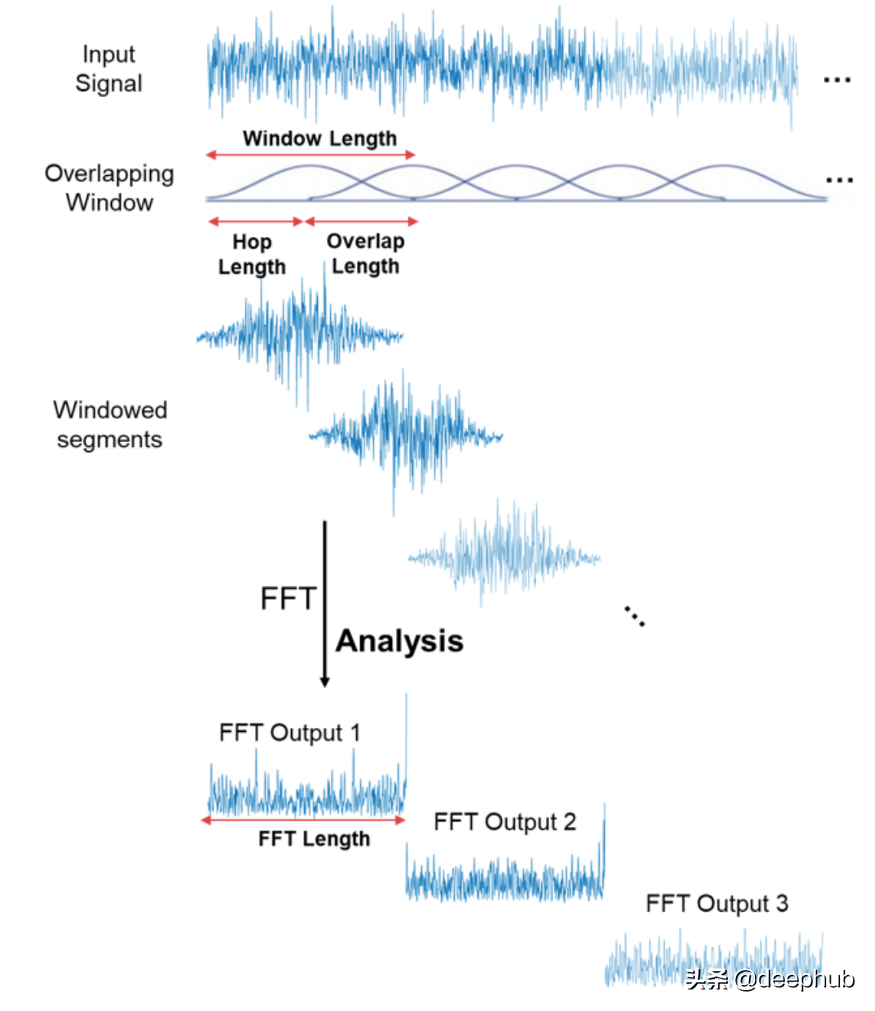 Input
Signal
...
Window Length
Overlapping
Window
...
Hop
Length
Overlap
Length
Windowed
segments
FFT
Analysis
FFT Output 1
FFT Length
FFT Output 2
FFT Output 3
头条 @deephub